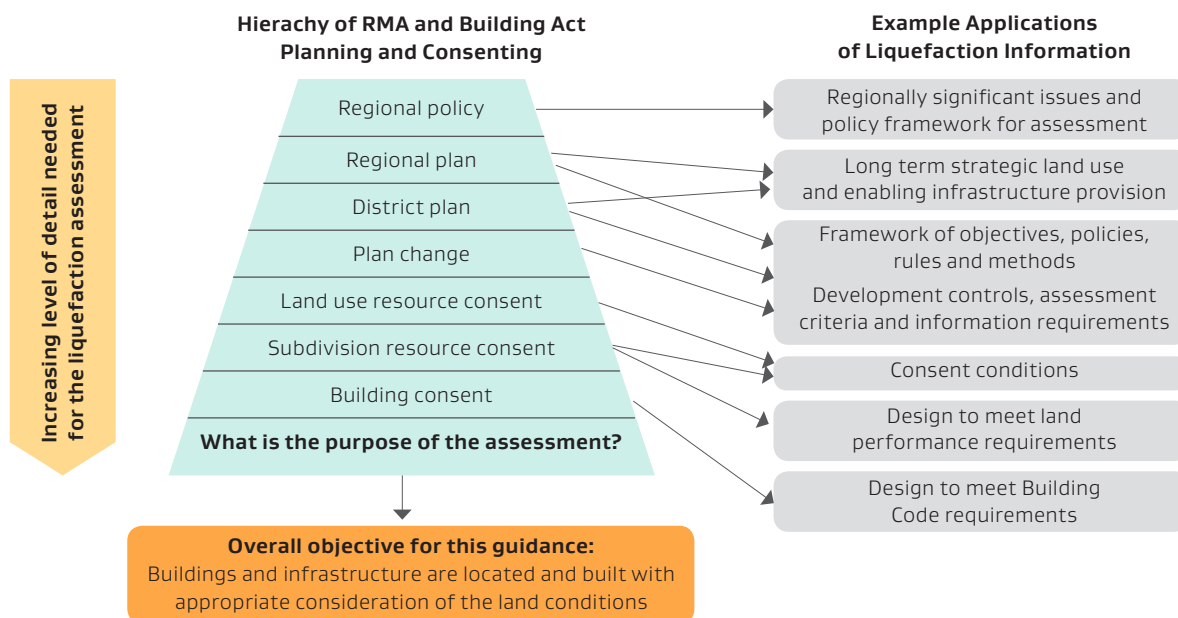 Hierachy of RMA and Building Act
Planning and Consenting
Example Applications
of Liquefaction Information
Increasing level of detail needed
for the liquefaction assessment
Regional policy
Regional plan
District plan
Plan change
Land use resource consent
Subdivision resource consent
Building consent
What is the purpose of the assessment?
Regionally significant issues and
policy framework for assessment
Long term strategic land use
and enabling infrastructure provision
Framework of objectives, policies,
rules and methods
Development controls, assessment
criteria and information requirements
Consent conditions
Design to meet land
performance requirements
Design to meet Building
Code requirements
Overall objective for this guidance:
Buildings and infrastructure are located and built with
appropriate consideration of the land conditions